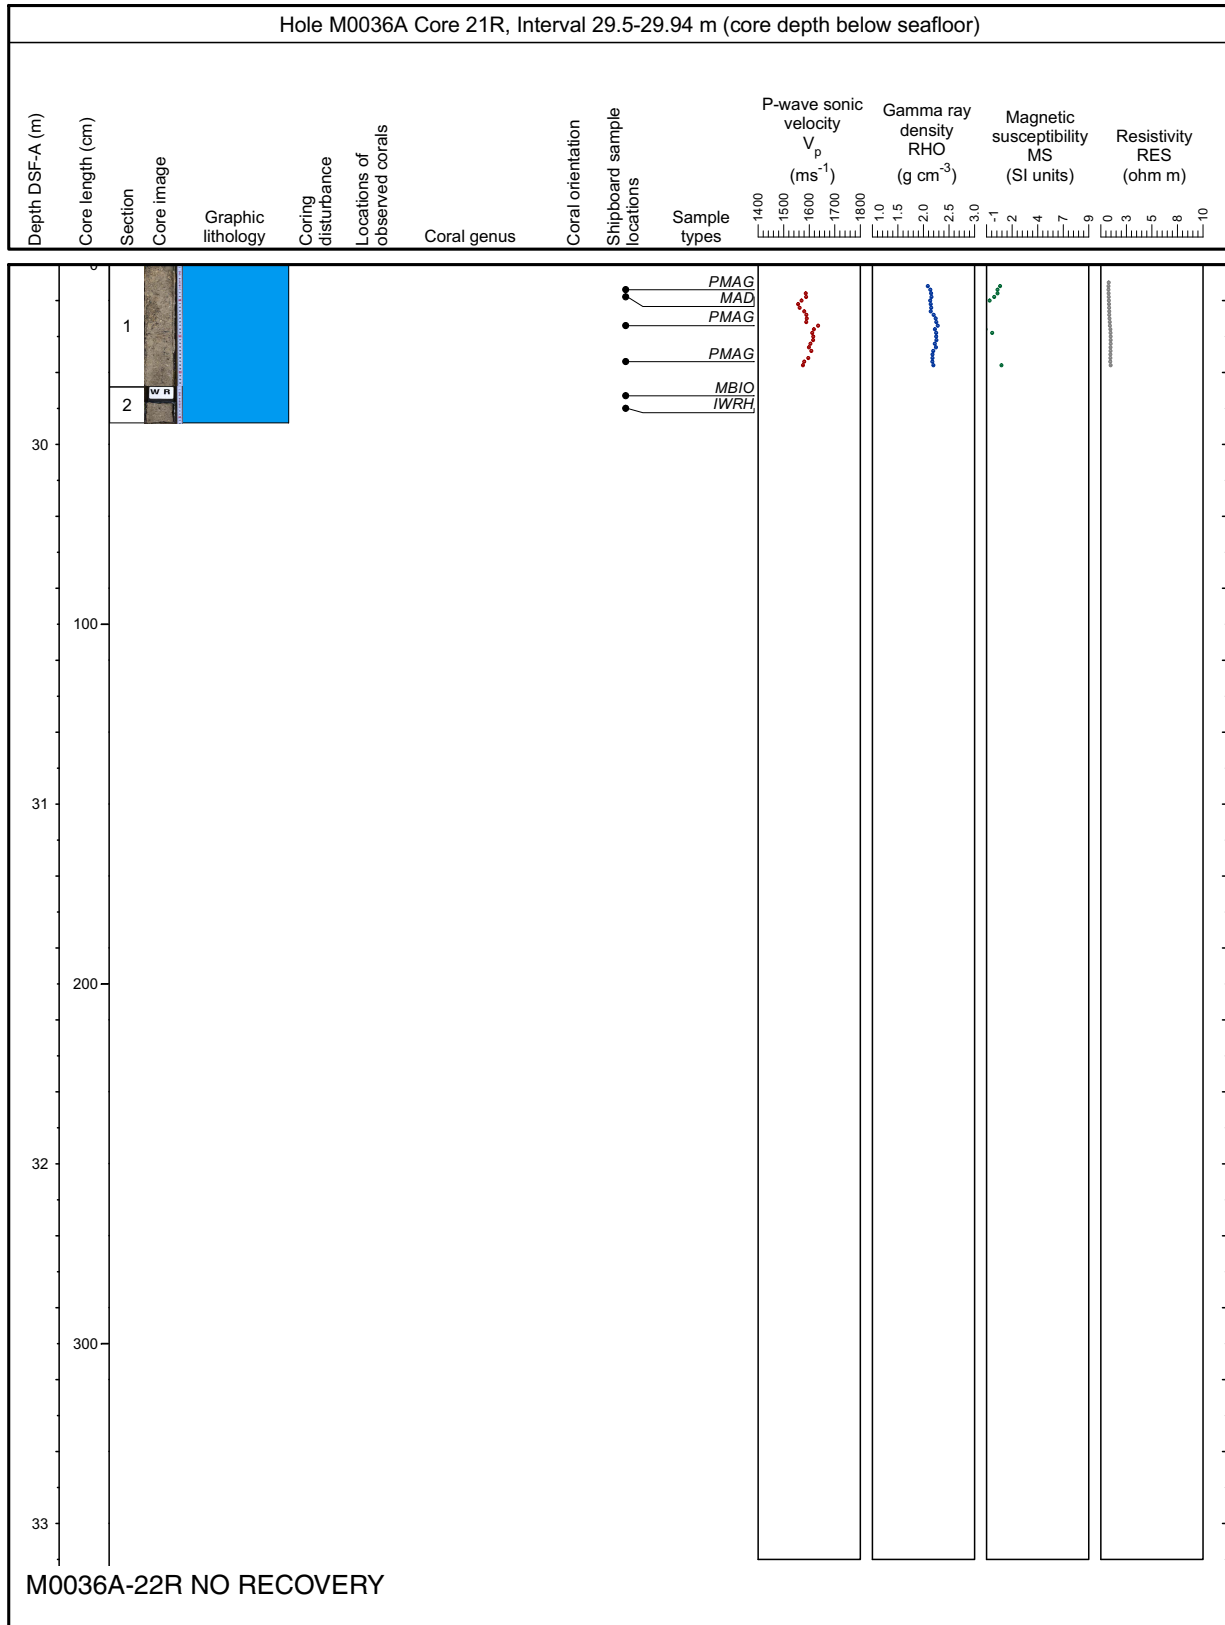 Hole M0036A Core 21R, Interval 29.5-29.94 m (core depth below seafloor)
Depth DSF-A (m)
Core length (cm)
Section
Core image
Graphic
lithology
Coring
disturbance
Locations of
observed corals
Coral genus
Coral orientation
Shipboard sample
locations
Sample
types
P-wave sonic
velocity
Vp
(ms-1)
1400 1500 1600 1700 1800
Gamma ray
density
RHO
(g cm-3)
1.0 1.5 2.0 2.5 3.0
Magnetic
susceptibility
MS
(SI units)
-1 2 4 7 9
Resistivity
RES
(ohm m)
0 3 5 8 10
0
PMAG
MAD
PMAG
1
PMAG
W R
MBIO
2
IWRH
30
100
31
200
32
300
33
M0036A-22R NO RECOVERY